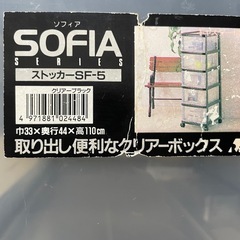 ソフィア
SOFIA
SERIES
ストッカーSF-5
クリアーブラック
4 971881 024484
巾33×奥行44×高110cm
取り出し便利なクリアーボックス